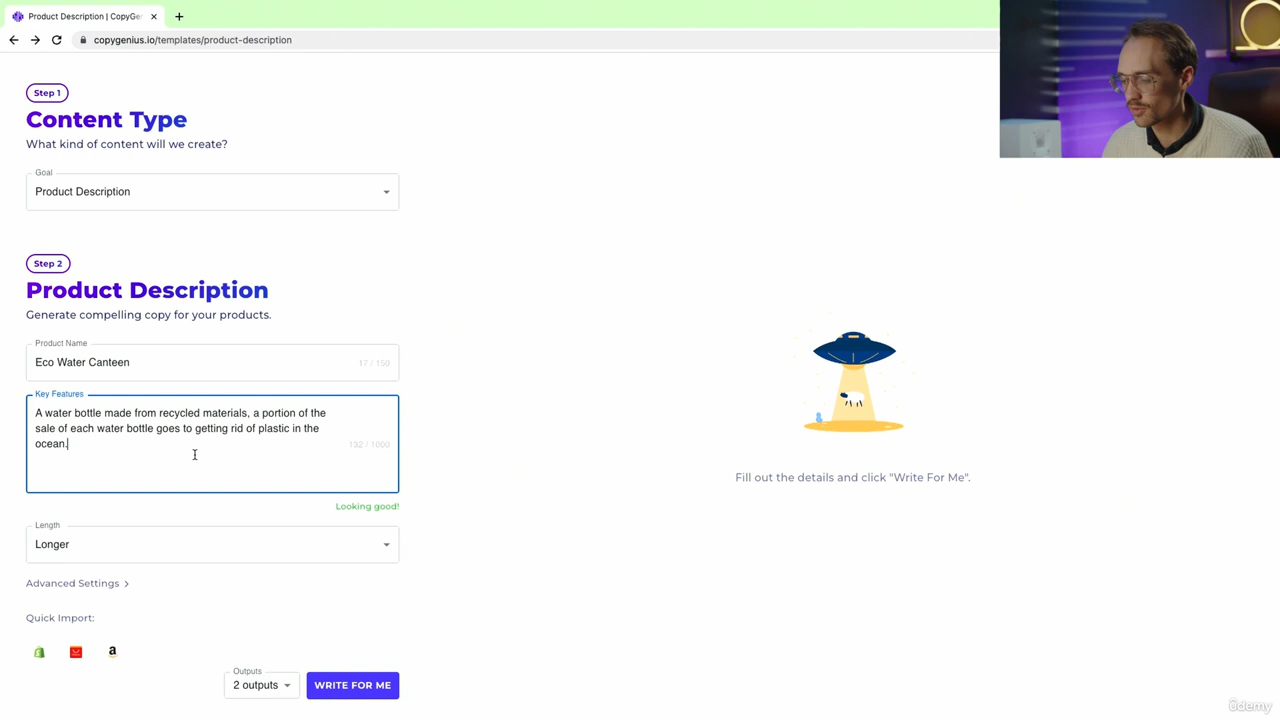 Product Description | CopyGe
copygenius.io/templates/product-description
Step 1
Content Type
What kind of content will we create?
Goal
Product Description
Step 2
Product Description
Generate compelling copy for your products.
Product Name
Eco Water Canteen
17 / 150
Key Features
A water bottle made from recycled materials, a portion of the
sale of each water bottle goes to getting rid of plastic in the
ocean.
132 / 1000
Looking good!
Length
Longer
Advanced Settings
Quick Import:
a
Outputs
2 outputs
WRITE FOR ME
Fill out the details and click "Write For Me".
ûdemy